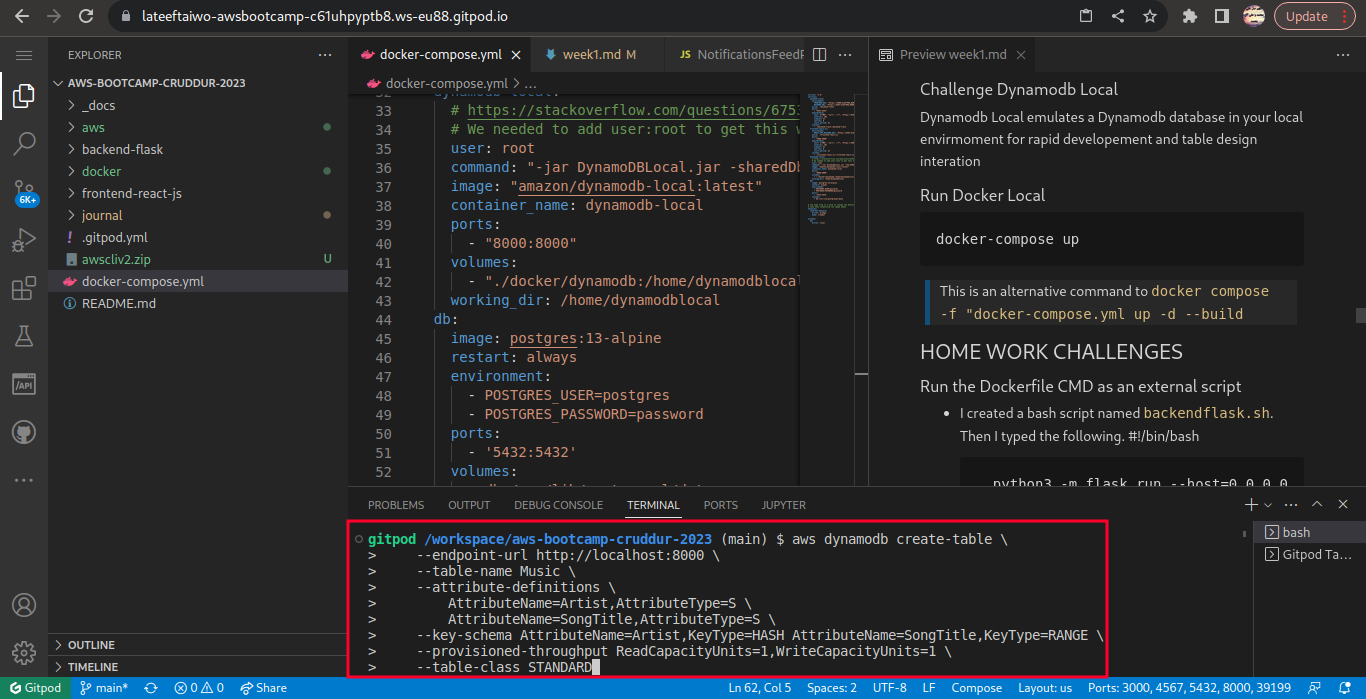 lateeftaiwo-awsbootcamp-c61uhpyptb8.ws-eu88.gitpod.io
Update
EXPLORER
AWS-BOOTCAMP-CRUDDUR-2023
_docs
aws
backend-flask
docker
frontend-react-js
journal
.gitpod.yml
awscliv2.zip U
docker-compose.yml
README.md
6K+
OUTLINE
TIMELINE
docker-compose.yml
week1.md M
JS NotificationsFeedF
docker-compose.yml > ...
32 dynamodb-local:
33 # https://stackoverflow.com/questions/6753
34 # We needed to add user:root to get this w
35 user: root
36 command: "-jar DynamoDBLocal.jar -sharedDb
37 image: "amazon/dynamodb-local:latest"
38 container_name: dynamodb-local
39 ports:
40 - "8000:8000"
41 volumes:
42 - "./docker/dynamodb:/home/dynamodblocal
43 working_dir: /home/dynamodblocal
44 db:
45 image: postgres:13-alpine
46 restart: always
47 environment:
48 - POSTGRES_USER=postgres
49 - POSTGRES_PASSWORD=password
50 ports:
51 - '5432:5432'
52 volumes:
Preview week1.md
Challenge Dynamodb Local
Dynamodb Local emulates a Dynamodb database in your local
envirmoment for rapid developement and table design
interation
Run Docker Local
docker-compose up
This is an alternative command to docker compose
-f "docker-compose.yml up -d --build
HOME WORK CHALLENGES
Run the Dockerfile CMD as an external script
• I created a bash script named backendflask.sh.
Then I typed the following. #!/bin/bash
python3 -m flask run --host=0.0.0.0
PROBLEMS OUTPUT DEBUG CONSOLE TERMINAL PORTS JUPYTER
gitpod /workspace/aws-bootcamp-cruddur-2023 (main) $ aws dynamodb create-table \
> --endpoint-url http://localhost:8000 \
> --table-name Music \
> --attribute-definitions \
> AttributeName=Artist,AttributeType=S \
> AttributeName=SongTitle,AttributeType=S \
> --key-schema AttributeName=Artist,KeyType=HASH AttributeName=SongTitle,KeyType=RANGE \
> --provisioned-throughput ReadCapacityUnits=1,WriteCapacityUnits=1 \
> --table-class STANDARD
bash
Gitpod Ta...
Gitpod main* 0 0 Share Ln 62, Col 5 Spaces: 2 UTF-8 LF Compose Layout: us Ports: 3000, 4567, 5432, 8000, 39199